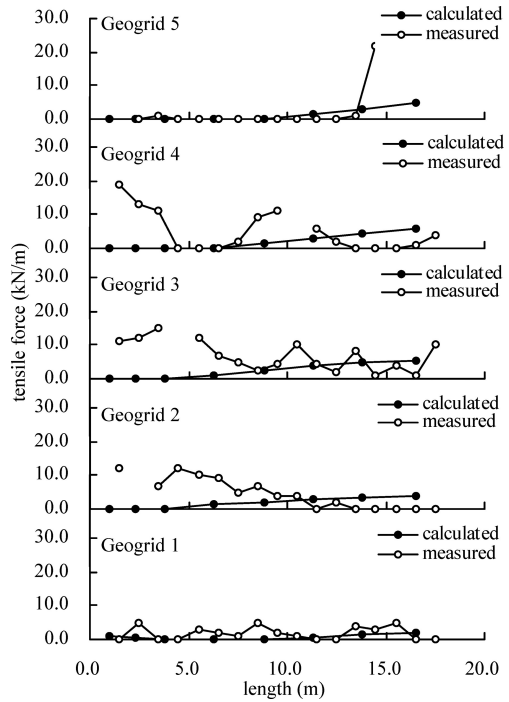 30.0
Geogrid 5
calculated
measured
20.0
10.0
0.0
30.0
Geogrid 4
calculated
measured
20.0
10.0
0.0
30.0
Geogrid 3
calculated
measured
20.0
10.0
0.0
30.0
Geogrid 2
calculated
measured
20.0
10.0
0.0
30.0
Geogrid 1
calculated
measured
20.0
10.0
0.0
tensile force (kN/m)
0.0 5.0 10.0 15.0 20.0
length (m)